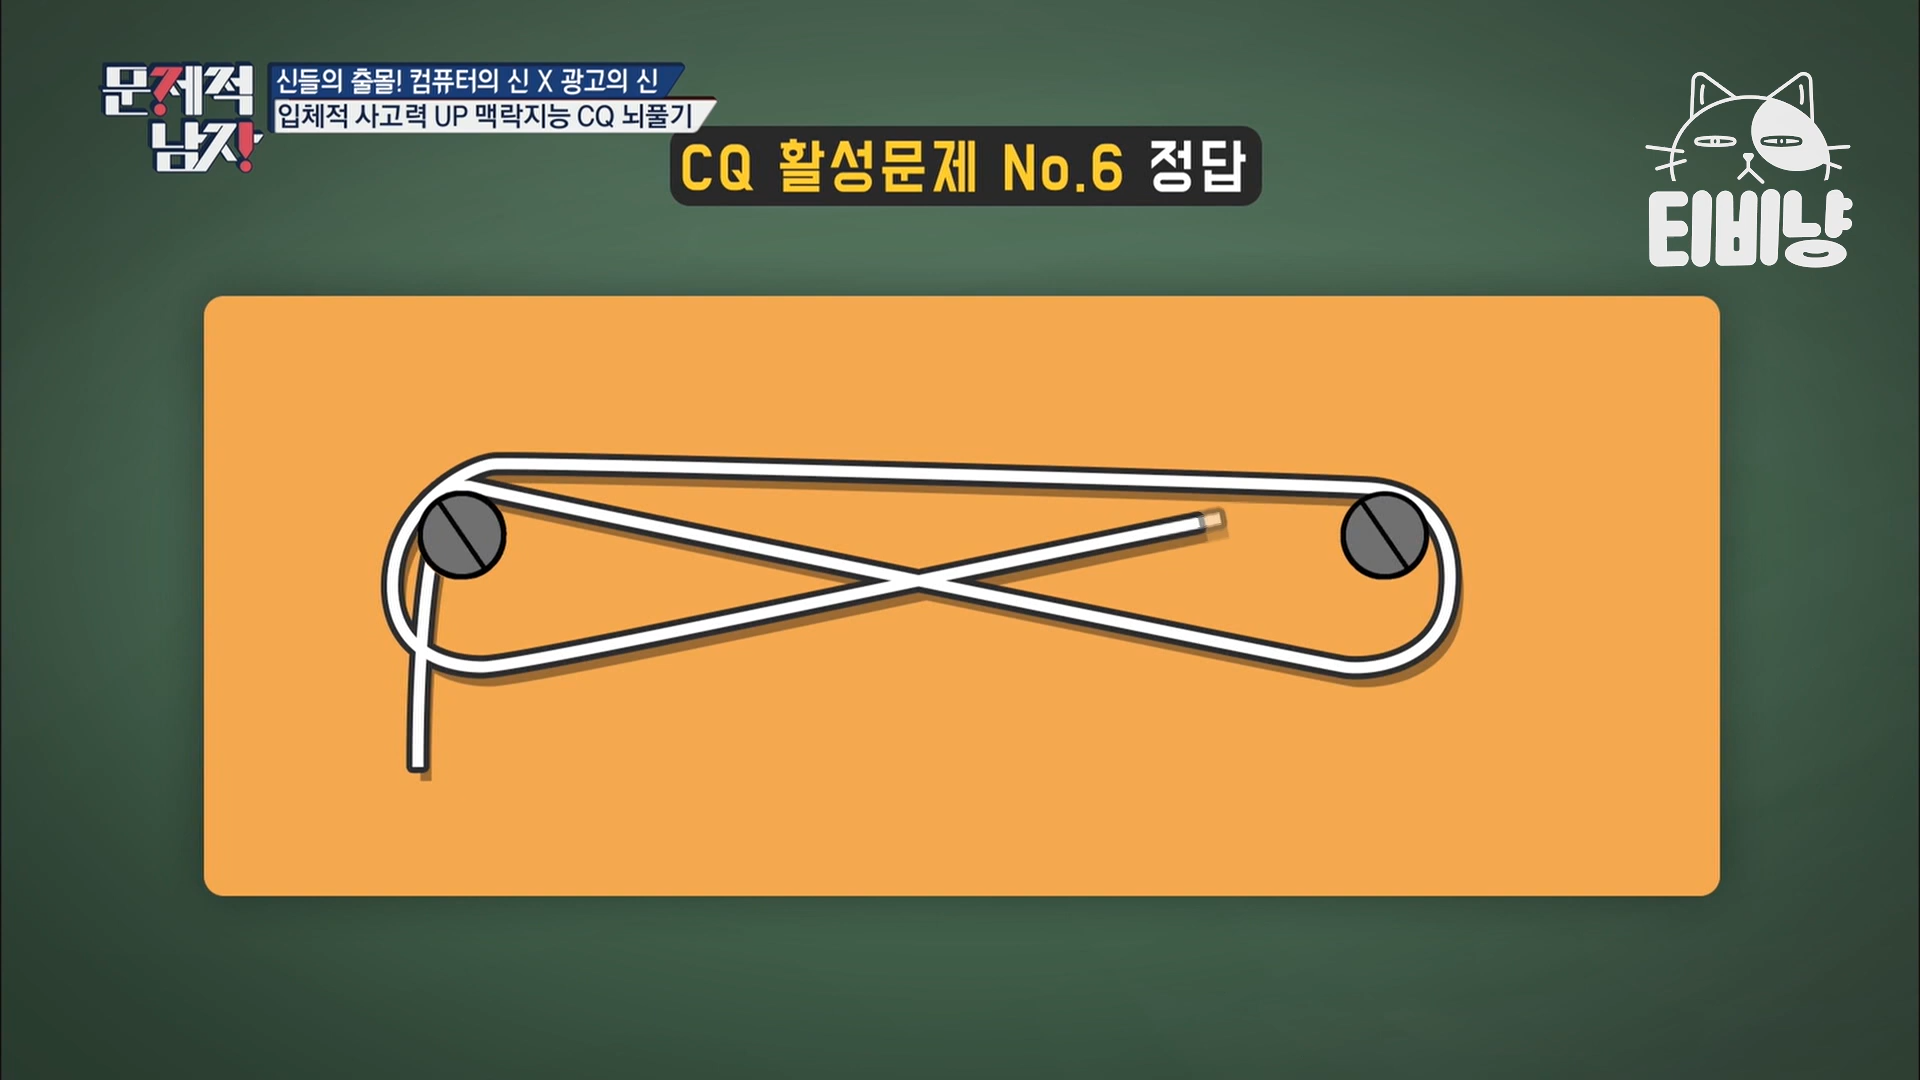 문제적
남자
신들의 출몰! 컴퓨터의 신 X 광고의 신
입체적 사고력 UP 맥락지능 CQ 뇌풀기
CQ 활성문제 No.6 정답
티비냥